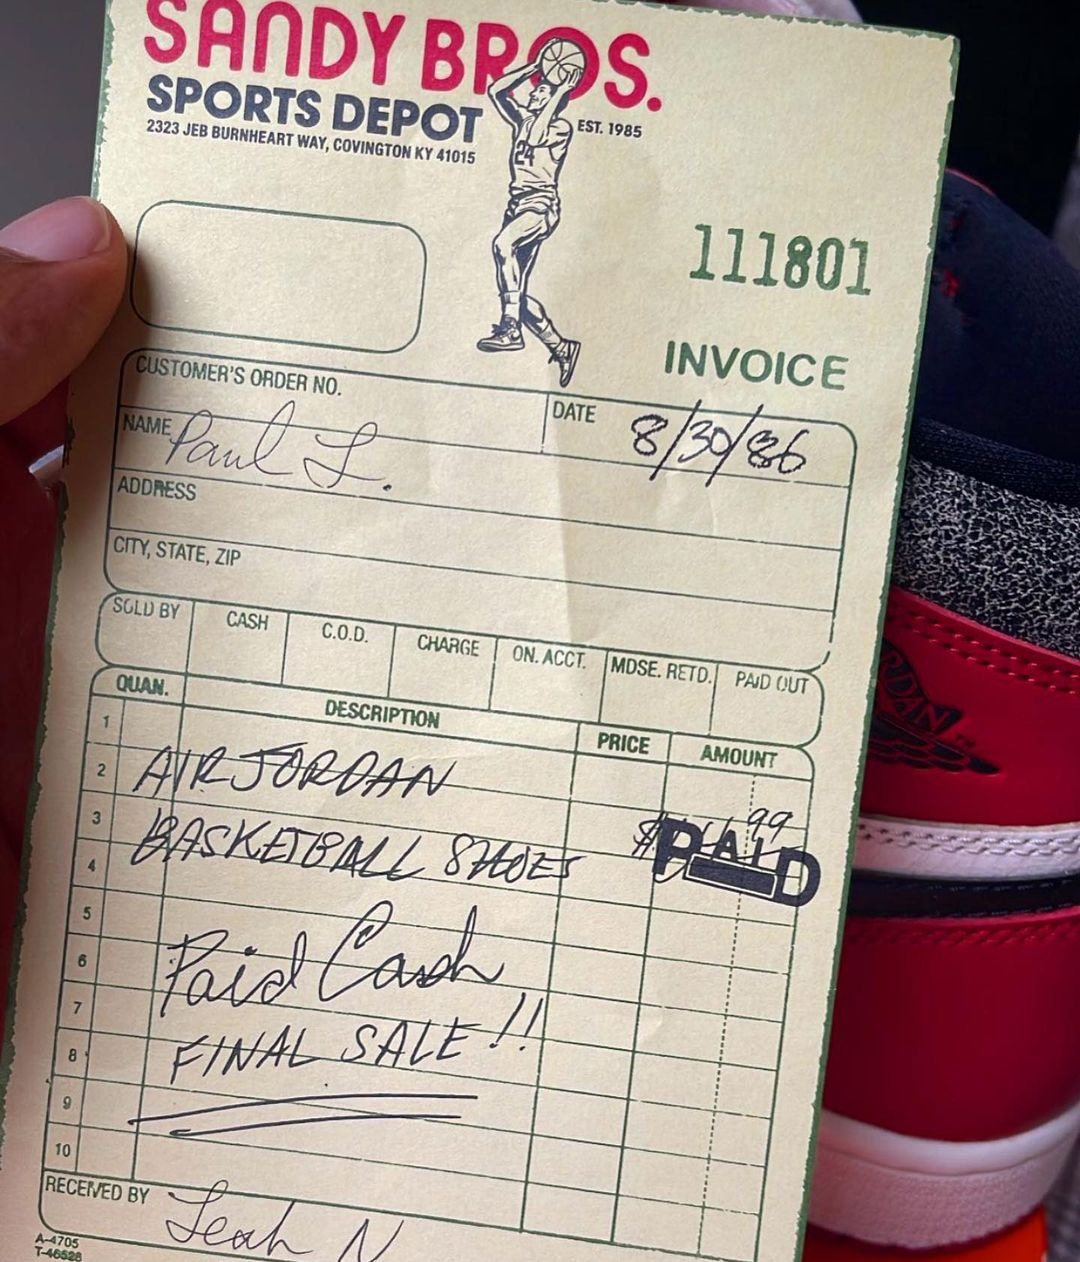 SANDY BROS.
SPORTS DEPOT
EST. 1985
2323 JEB BURNHEART WAY, COVINGTON KY 41015
24
111801
INVOICE
CUSTOMER'S ORDER NO.
DATE 8/30/86
NAME Paul L.
ADDRESS
CITY, STATE, ZIP
SOLD BY CASH C.O.D. CHARGE ON. ACCT. MDSE. RETD. PAID OUT
QUAN. DESCRIPTION PRICE AMOUNT
1
2 AIR JORDAN
3 99
4 BASKETBALL SHOES $ PAID
5
6 Paid Cash
7
8 FINAL SALE!!
9
10
RECEIVED BY Leah N
A-4705
T-46528